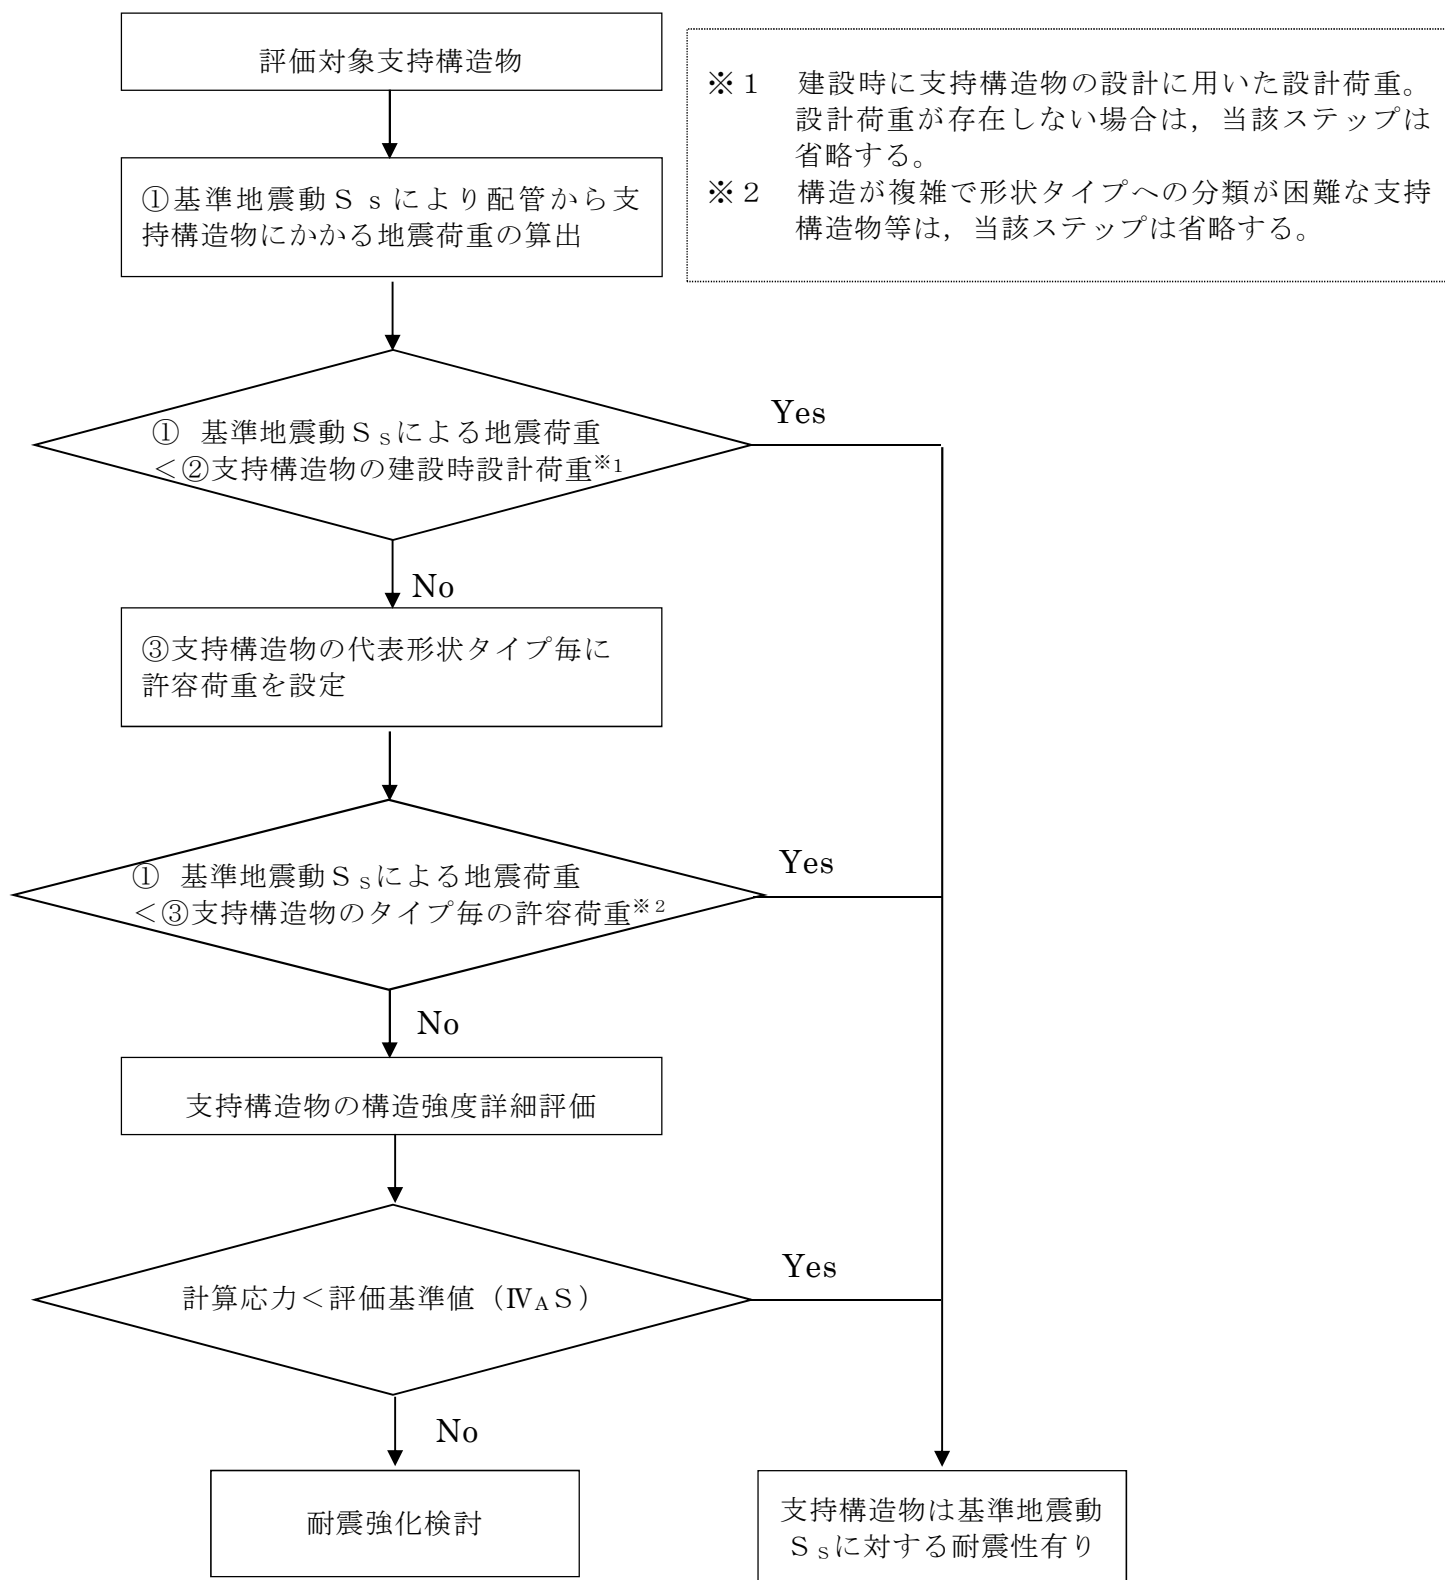 評価対象支持構造物
※1 建設時に支持構造物の設計に用いた設計荷重。
設計荷重が存在しない場合は，当該ステップは
省略する。
※2 構造が複雑で形状タイプへの分類が困難な支持
構造物等は，当該ステップは省略する。
①基準地震動Ｓｓにより配管から支
持構造物にかかる地震荷重の算出
① 基準地震動Ｓsによる地震荷重
＜②支持構造物の建設時設計荷重※1
Yes
No
③支持構造物の代表形状タイプ毎に
許容荷重を設定
① 基準地震動Ｓsによる地震荷重
＜③支持構造物のタイプ毎の許容荷重※2
Yes
No
支持構造物の構造強度詳細評価
計算応力＜評価基準値（ⅣAＳ）
Yes
No
耐震強化検討
支持構造物は基準地震動
Ｓsに対する耐震性有り